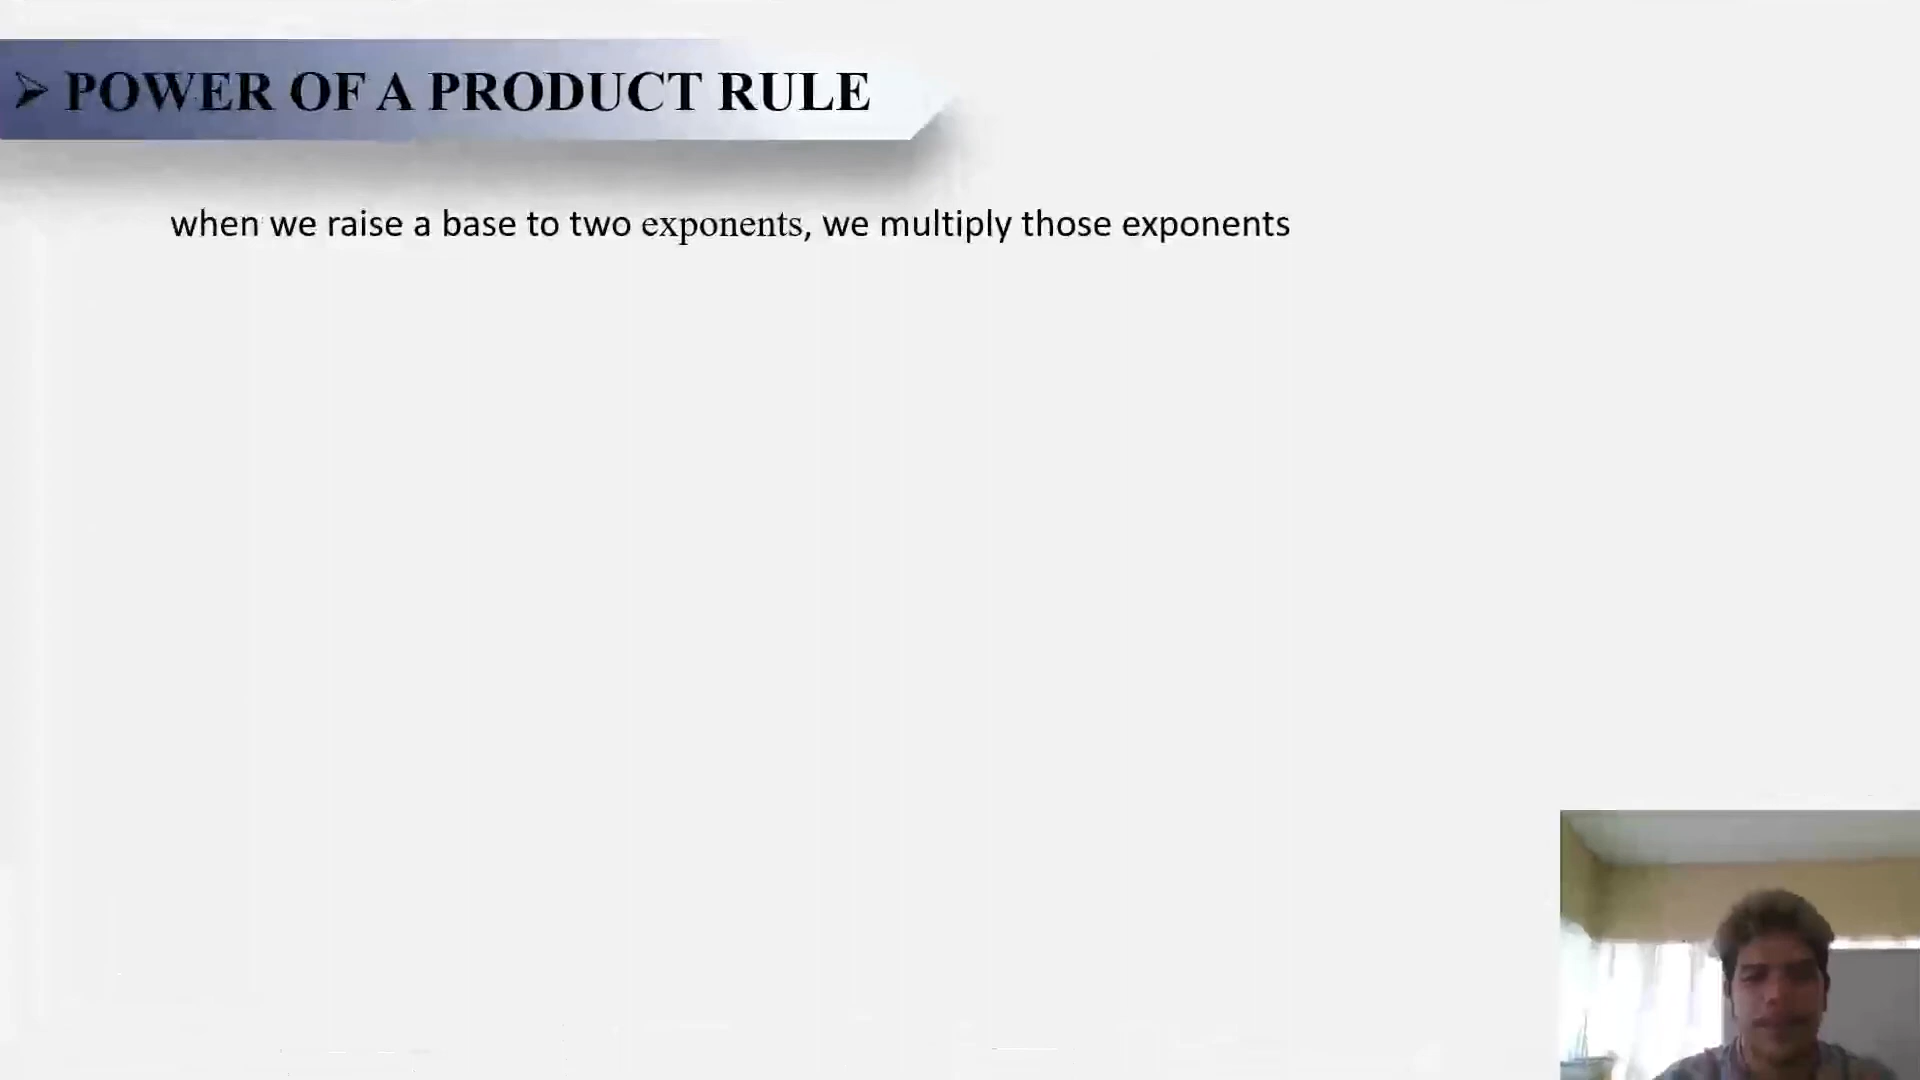 POWER OF A PRODUCT RULE
when we raise a base to two exponents, we multiply those exponents